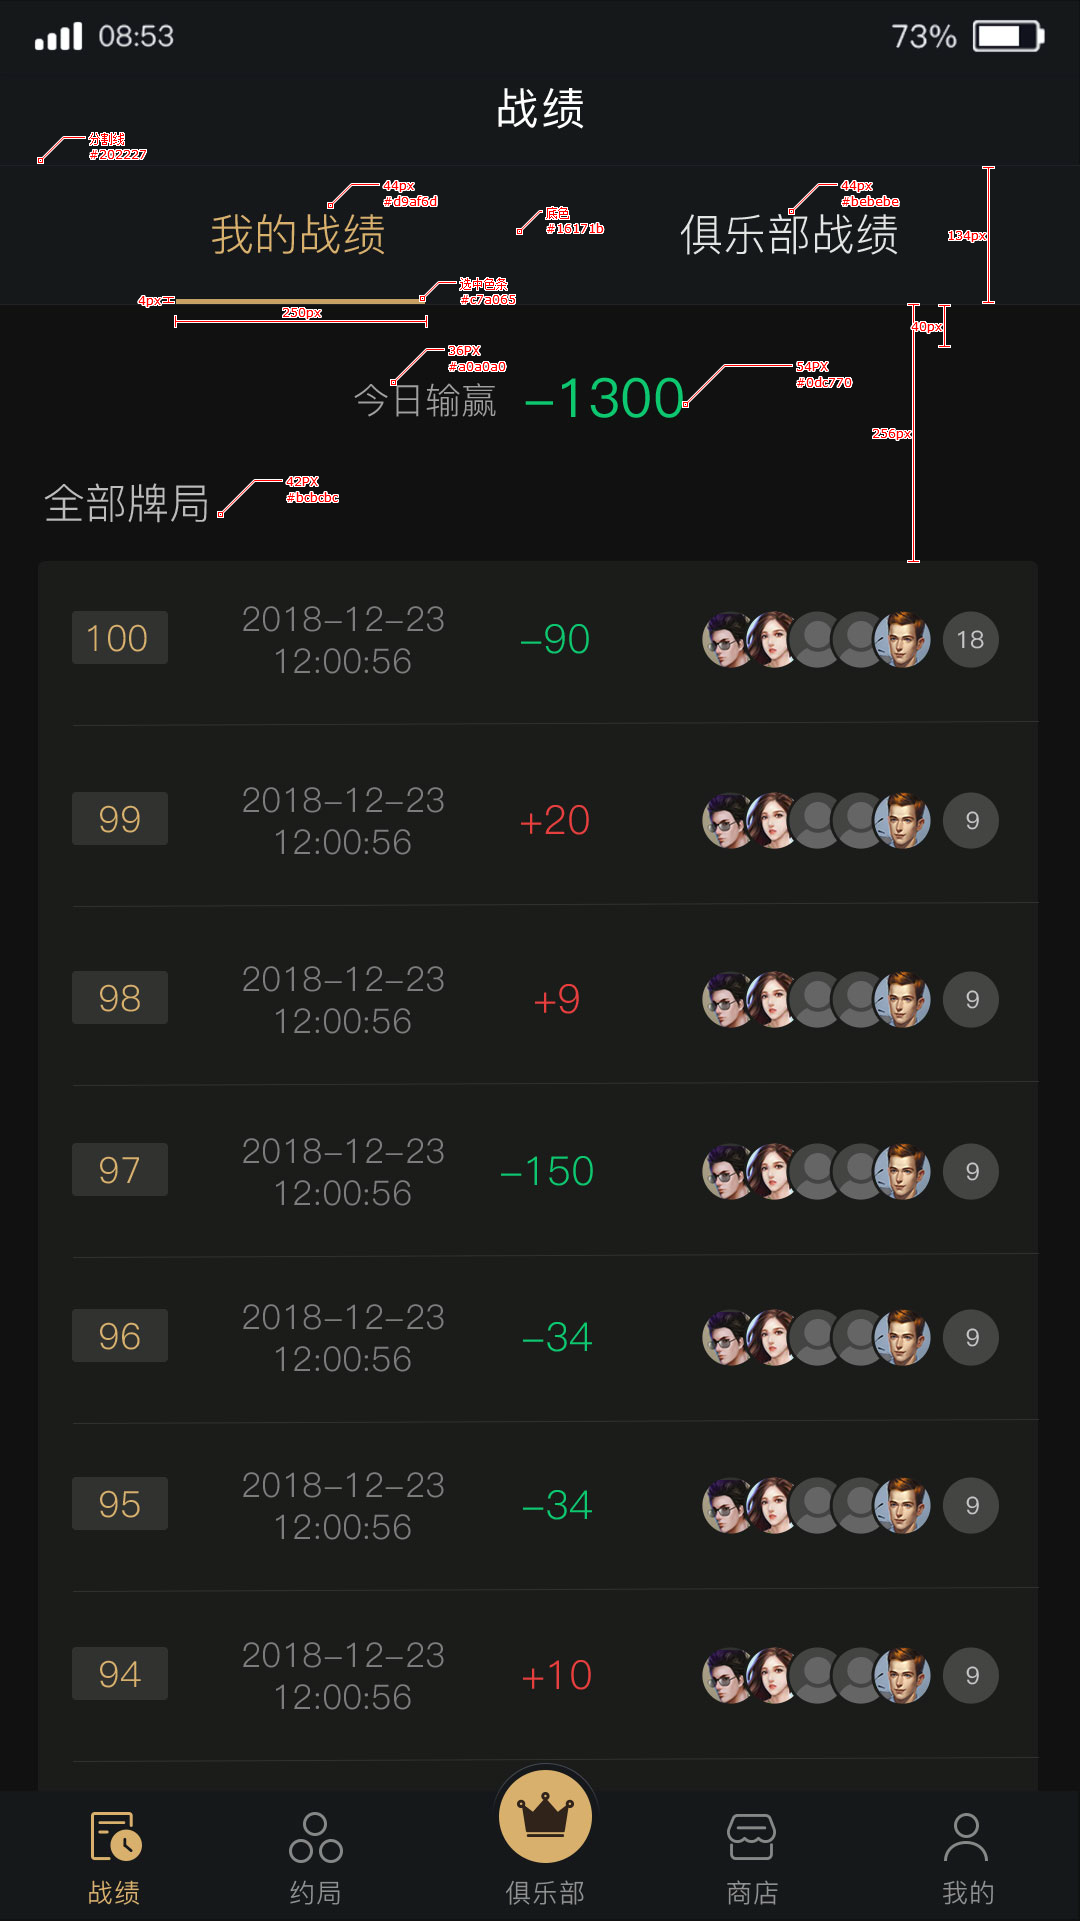 08:53
73%
战绩
分割线
#202227
44px
#d9af6d
44px
#bebebe
底色
#16171b
我的战绩
俱乐部战绩
134px
选中色条
#c7a065
4px
250px
40px
36PX
#a0a0a0
54PX
#0dc770
今日输赢
-1300
256px
42PX
#bcbcbc
全部牌局
100
2018-12-23
12:00:56
-90
18
99
2018-12-23
12:00:56
+20
9
98
2018-12-23
12:00:56
+9
9
97
2018-12-23
12:00:56
-150
9
96
2018-12-23
12:00:56
-34
9
95
2018-12-23
12:00:56
-34
9
94
2018-12-23
12:00:56
+10
9
战绩
约局
俱乐部
商店
我的